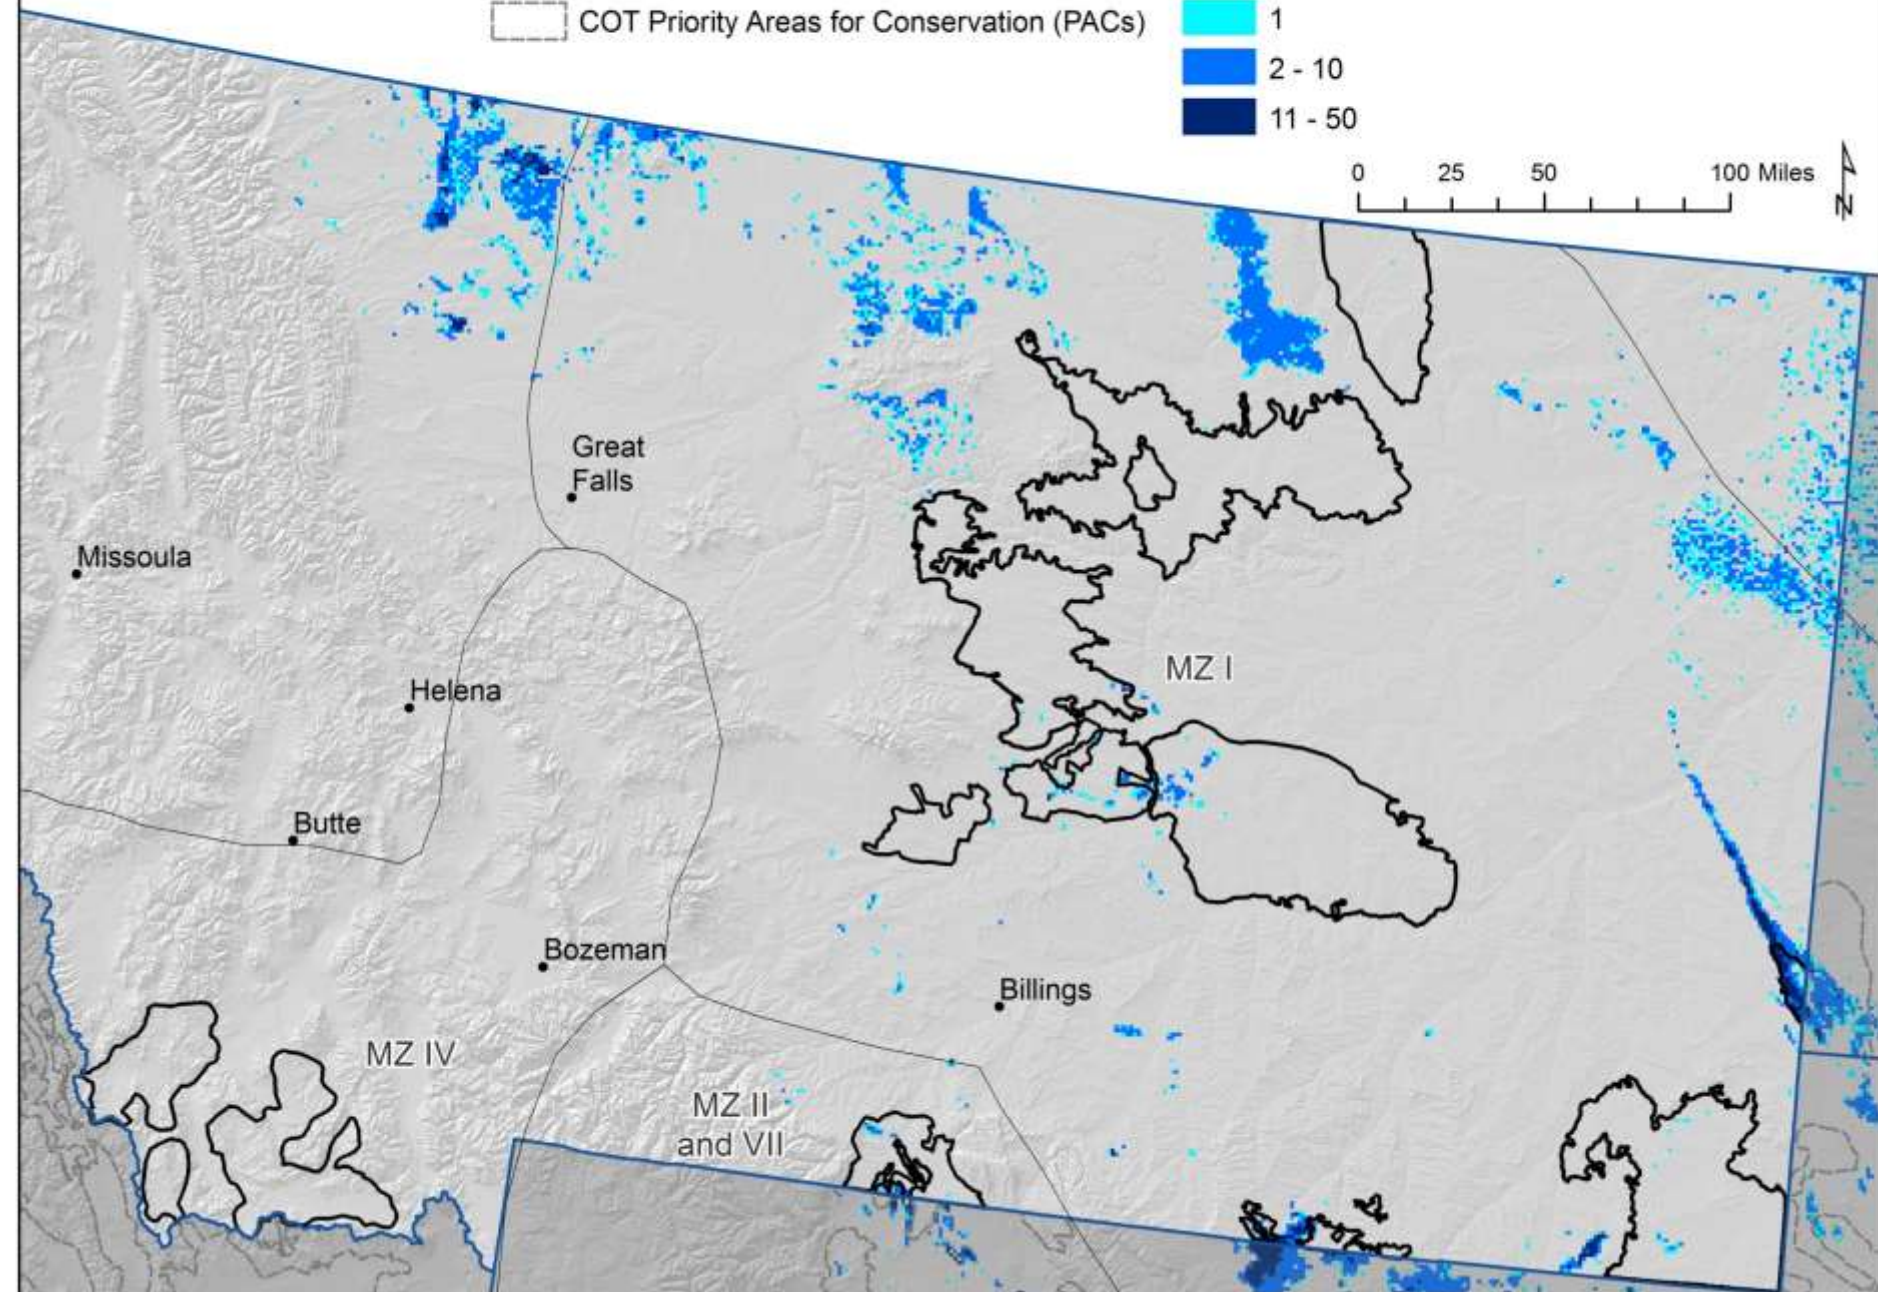 COT Priority Areas for Conservation (PACs)
1
2 - 10
11 - 50
0 25 50 100 Miles
N
Great
Falls
Missoula
MZ I
Helena
Butte
Bozeman
Billings
MZ IV
MZ II
and VII